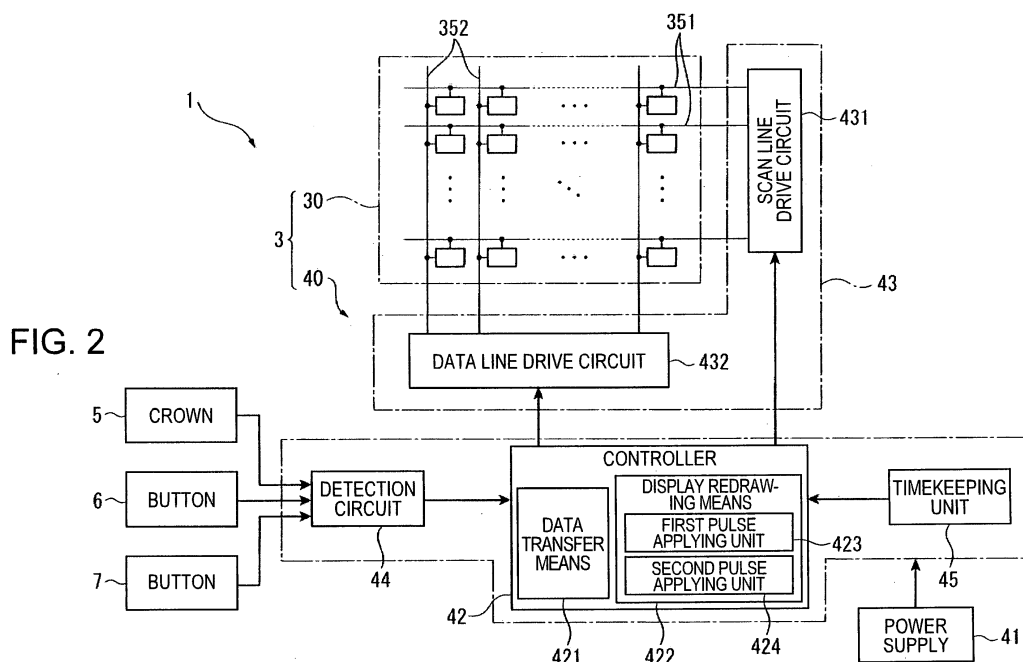 352
351
1
431
SCAN LINE
DRIVE CIRCUIT
30
3
40
43
FIG. 2
DATA LINE DRIVE CIRCUIT
432
5
CROWN
CONTROLLER
6
BUTTON
DETECTION
CIRCUIT
DATA
TRANSFER
MEANS
DISPLAY REDRAW-
ING MEANS
FIRST PULSE
APPLYING UNIT
423
SECOND PULSE
APPLYING UNIT
TIMEKEEPING
UNIT
7
BUTTON
44
42
45
421
422
424
POWER
SUPPLY
41